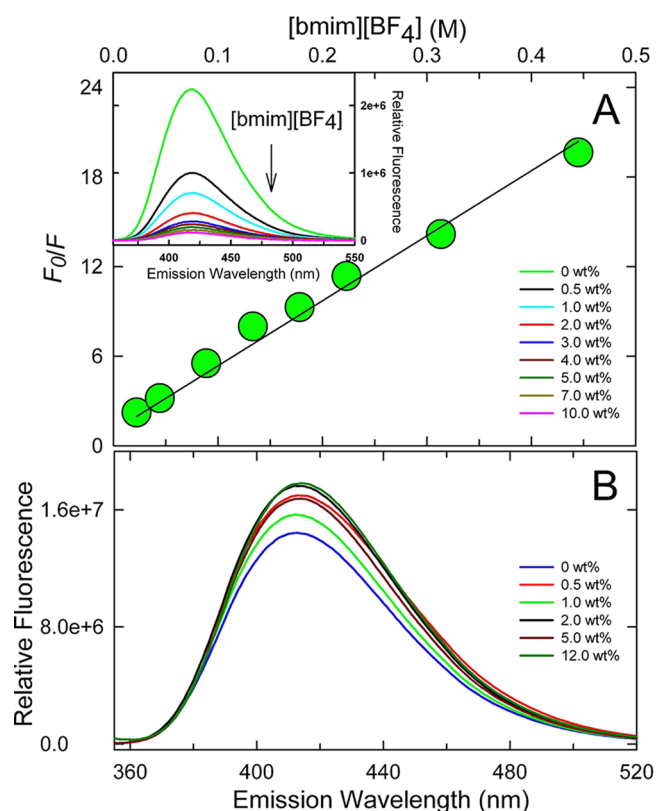 [bmim][BF4] (M)
0.0 0.1 0.2 0.3 0.4 0.5
A
F0/F
24
18
12
6
0
[bmim][BF4]
Relative Fluorescence
2e+6
1e+6
0
400 450 500 550
Emission Wavelength (nm)
0 wt%
0.5 wt%
1.0 wt%
2.0 wt%
3.0 wt%
4.0 wt%
5.0 wt%
7.0 wt%
10.0 wt%
B
Relative Fluorescence
1.6e+7
8.0e+6
0.0
0 wt%
0.5 wt%
1.0 wt%
2.0 wt%
5.0 wt%
12.0 wt%
360 400 440 480 520
Emission Wavelength (nm)